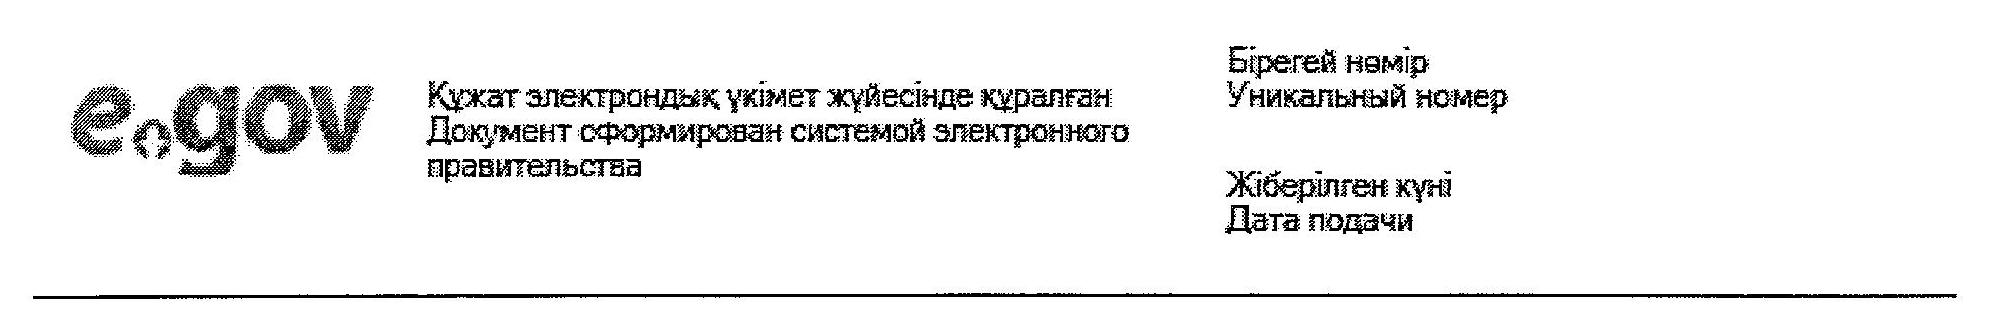 e.gov
Құжат электрондық үкімет жүйесінде құралған
Документ сформирован системой электронного
правительства
Бірегей нөмір
Уникальный номер
Жіберілген күні
Дата подачи